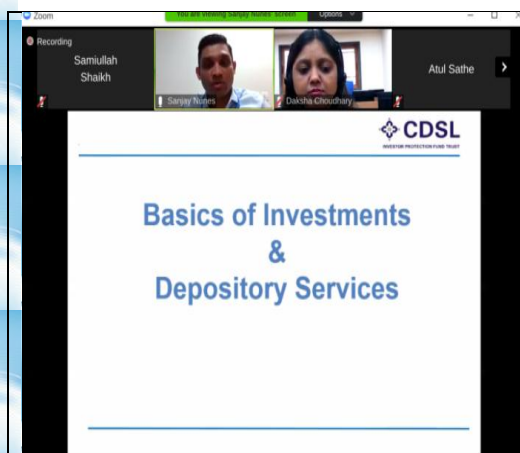 Zoom
You are viewing Sanjay Nunes' screen
Options
Recording
Samiullah
Shaikh
Sanjay Nunes
Daksha Choudhary
Atul Sathe
CDSL
INVESTOR PROTECTION FUND TRUST
Basics of Investments
&
Depository Services